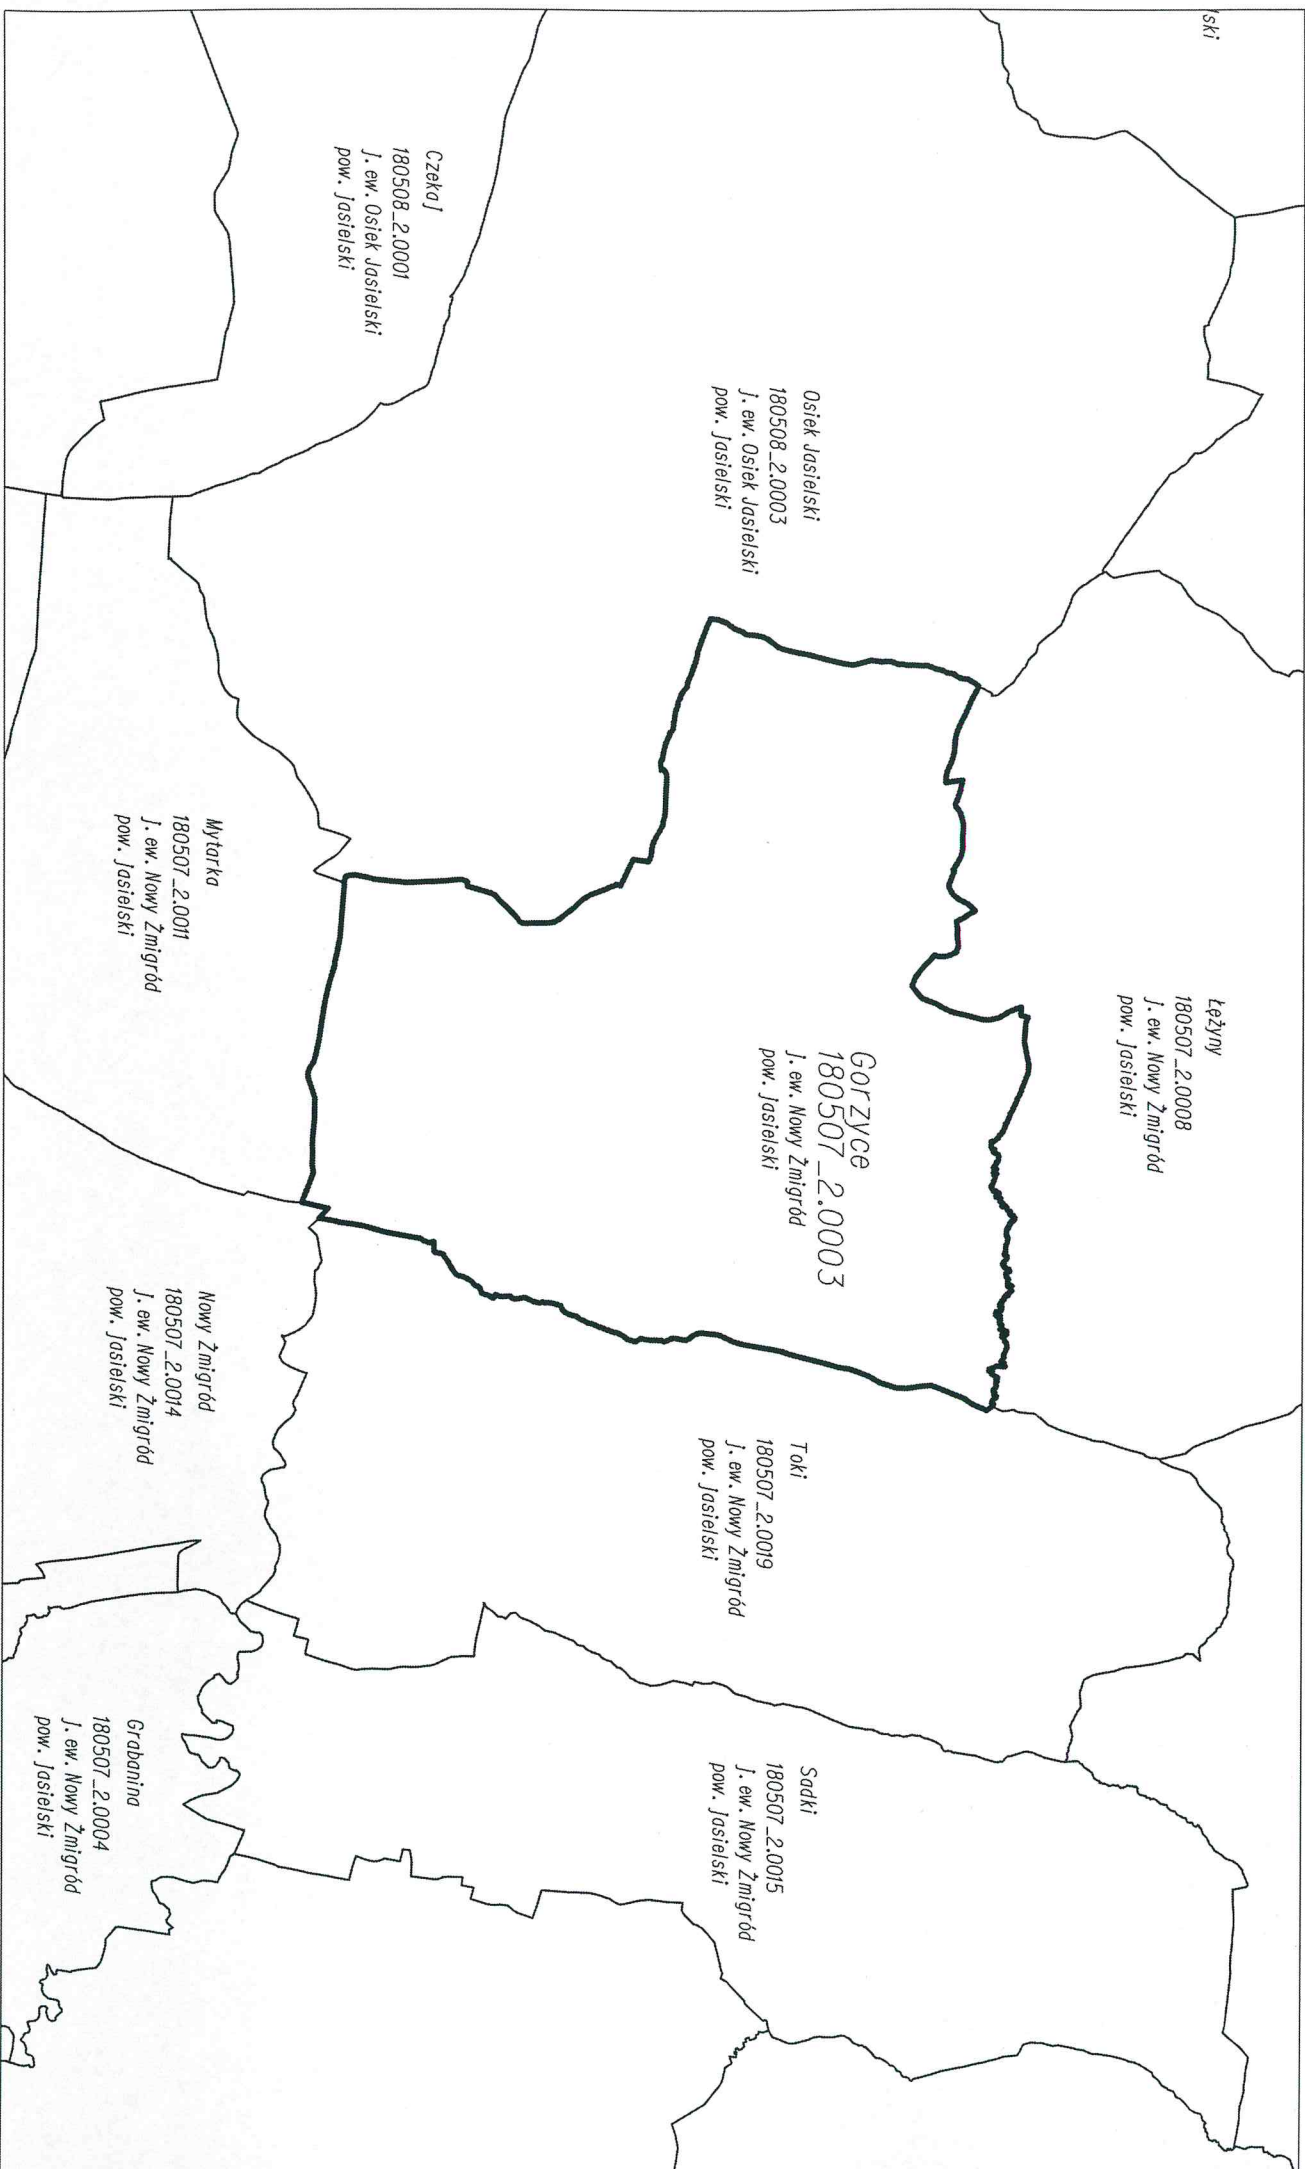 ski
Łężyny
180507_2.0008
j. ew. Nowy Żmigród
pow. jasielski
Osiek Jasielski
180508_2.0003
j. ew. Osiek Jasielski
pow. jasielski
Gorzyce
180507_2.0003
j. ew. Nowy Żmigród
pow. jasielski
Toki
180507_2.0019
j. ew. Nowy Żmigród
pow. jasielski
Sadki
180507_2.0015
j. ew. Nowy Żmigród
pow. jasielski
Czekaj
180508_2.0001
j. ew. Osiek Jasielski
pow. jasielski
Mytarka
180507_2.0011
j. ew. Nowy Żmigród
pow. jasielski
Nowy Żmigród
180507_2.0014
j. ew. Nowy Żmigród
pow. jasielski
Grabanina
180507_2.0004
j. ew. Nowy Żmigród
pow. jasielski